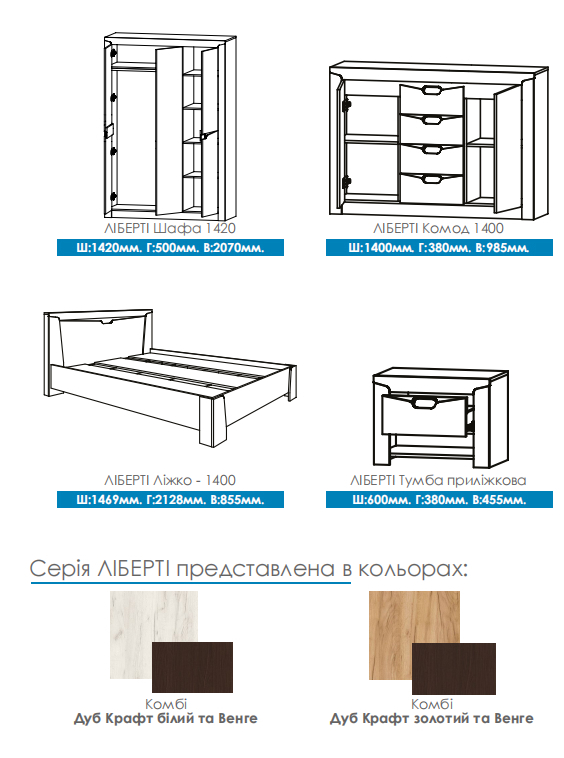 ЛІБЕРТІ Шафа 1420
Ш:1420мм. Г:500мм. В:2070мм.
ЛІБЕРТІ Комод 1400
Ш:1400мм. Г:380мм. В:985мм.
ЛІБЕРТІ Ліжко - 1400
Ш:1469мм. Г:2128мм. В:855мм.
ЛІБЕРТІ Тумба приліжкова
Ш:600мм. Г:380мм. В:455мм.
Серія ЛІБЕРТІ представлена в кольорах:
Комбі
Дуб Крафт білий та Венге
Комбі
Дуб Крафт золотий та Венге